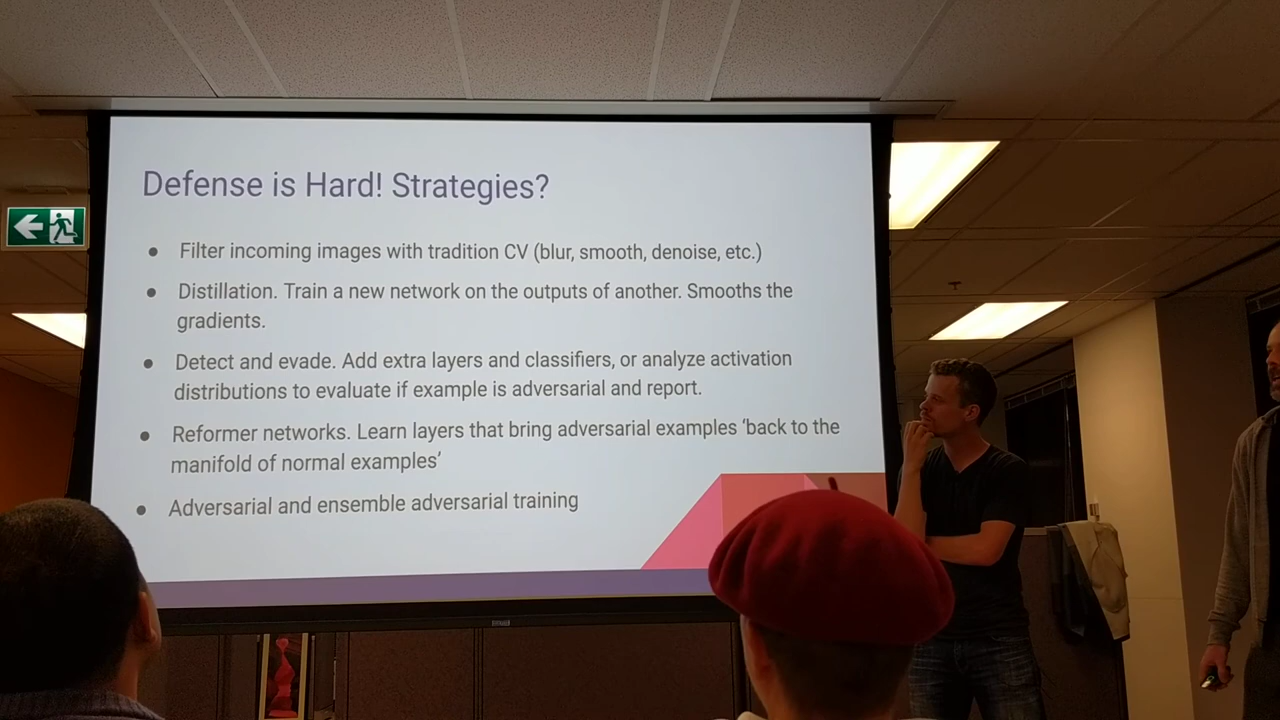 Defense is Hard! Strategies?
● Filter incoming images with tradition CV (blur, smooth, denoise, etc.)
● Distillation. Train a new network on the outputs of another. Smooths the
gradients.
● Detect and evade. Add extra layers and classifiers, or analyze activation
distributions to evaluate if example is adversarial and report.
● Reformer networks. Learn layers that bring adversarial examples ‘back to the
manifold of normal examples’
● Adversarial and ensemble adversarial training